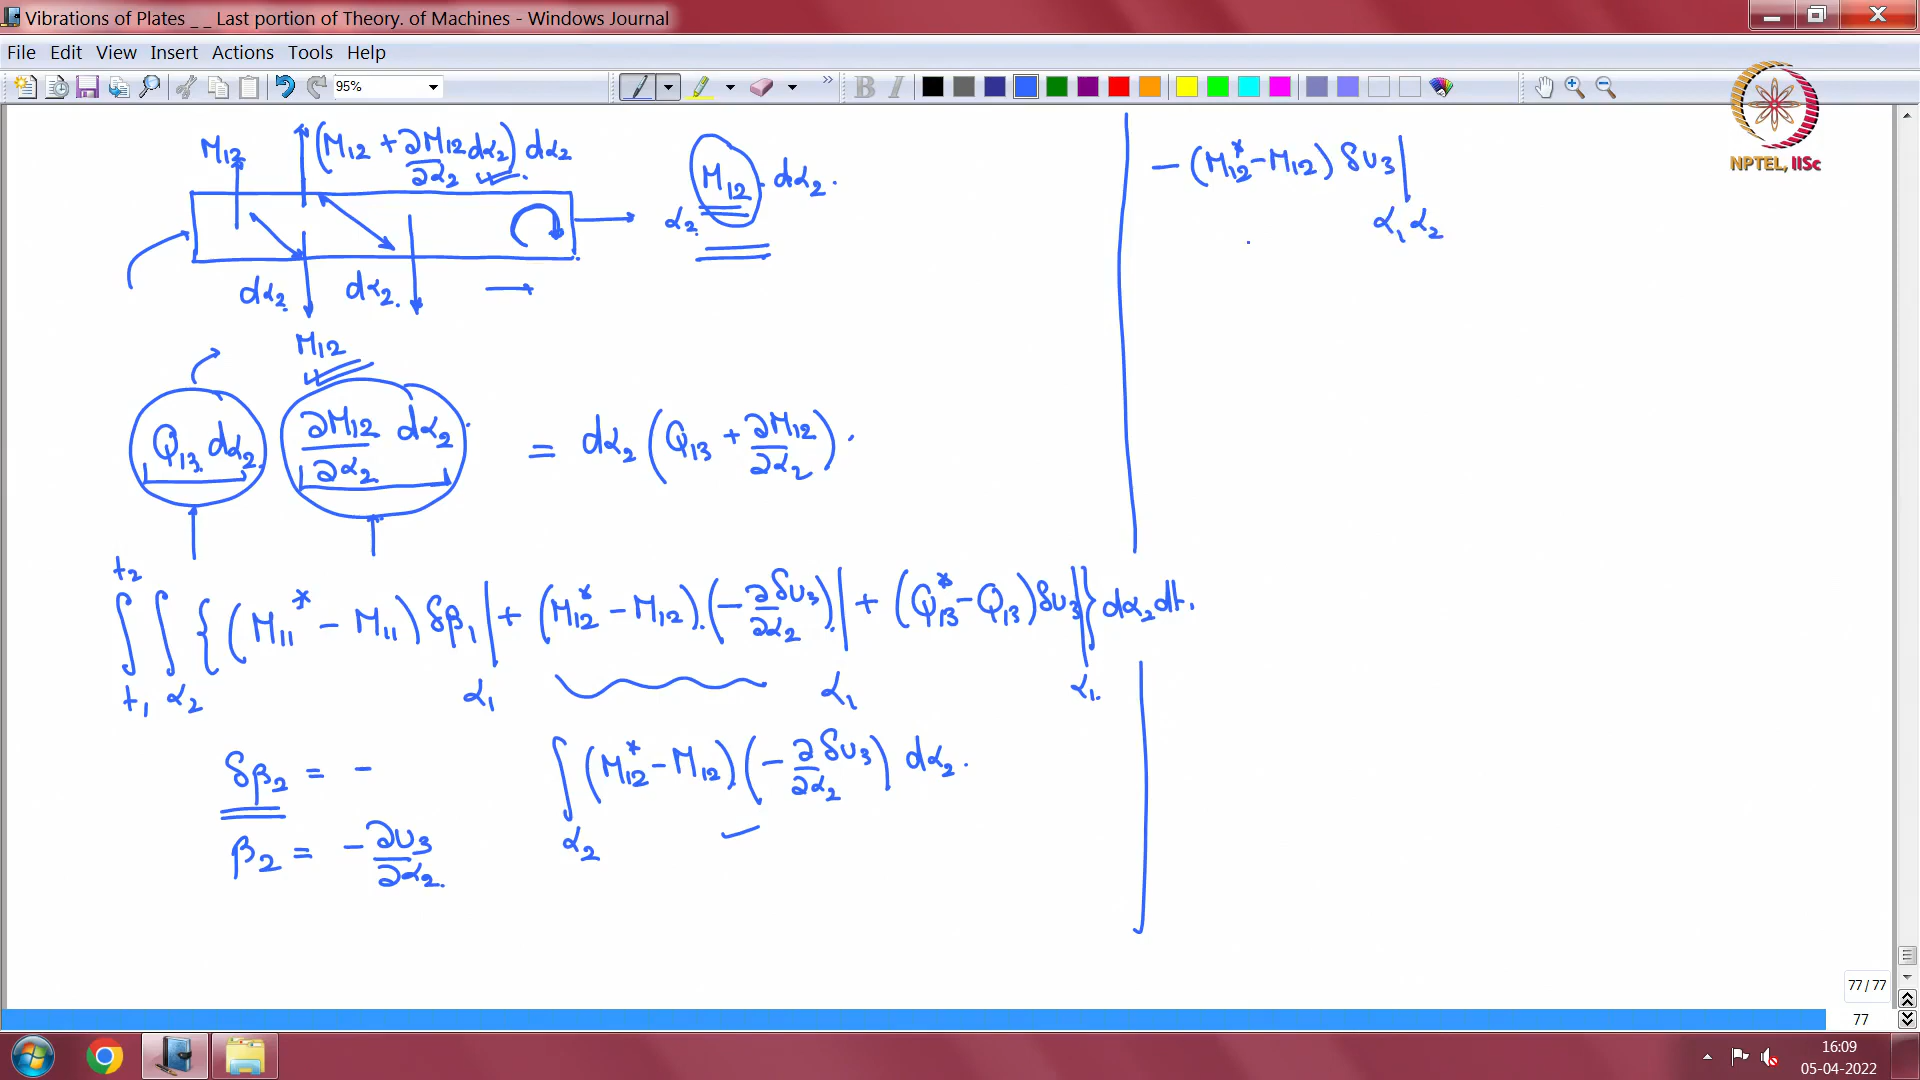 Vibrations of Plates _ _ Last portion of Theory. of Machines - Windows Journal
File Edit View Insert Actions Tools Help
95%
B I
NPTEL, IISc
M12 (M12 + ∂M12/∂α2 dα2) dα2
M12 . dα2.
α2.
dα2. dα2.
M12
Q13 dα2. ∂M12/∂α2 dα2. = dα2 (Q13 + ∂M12/∂α2).
∫t1^t2 ∫α2 {(M11* - M11) δβ1|α1 + (M12* - M12).(-∂δu3/∂α2).|α1 + (Q13* - Q13) δu3|α1.} dα2 dt.
δβ2 = -
∫α2 (M12* - M12)(-∂δu3/∂α2) dα2.
β2 = -∂u3/∂α2.
- (M12* - M12) δu3|α1 α2
77 / 77
77
16:09
05-04-2022